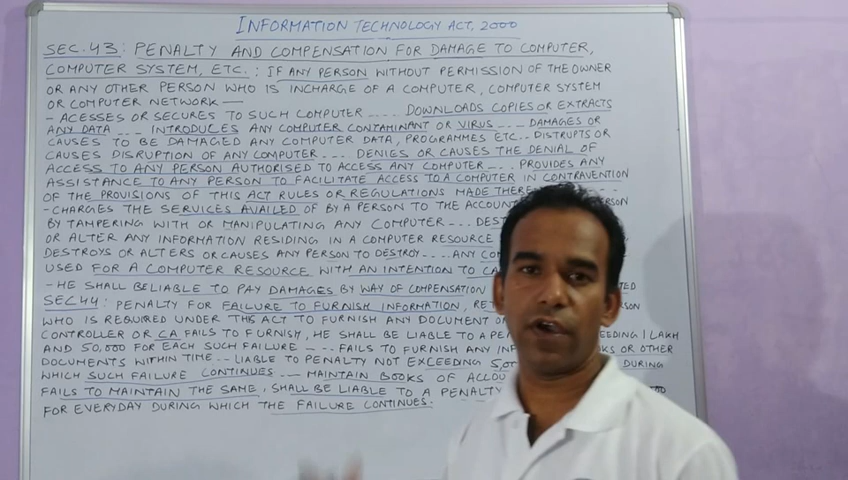 INFORMATION TECHNOLOGY ACT, 2000
SEC.43: PENALTY AND COMPENSATION FOR DAMAGE TO COMPUTER,
COMPUTER SYSTEM, ETC.: IF ANY PERSON WITHOUT PERMISSION OF THE OWNER
OR ANY OTHER PERSON WHO IS INCHARGE OF A COMPUTER, COMPUTER SYSTEM
OR COMPUTER NETWORK —
- ACESSES OR SECURES TO SUCH COMPUTER .... DOWNLOADS COPIES OR EXTRACTS
ANY DATA ... INTRODUCES ANY COMPUTER CONTAMINANT OR VIRUS ... DAMAGES OR
CAUSES TO BE DAMAGED ANY COMPUTER DATA, PROGRAMMES ETC.. DISTRUPTS OR
CAUSES DISRUPTION OF ANY COMPUTER... DENIES OR CAUSES THE DENIAL OF
ACCESS TO ANY PERSON AUTHORISED TO ACCESS ANY COMPUTER.... PROVIDES ANY
ASSISTANCE TO ANY PERSON TO FACILITATE ACCESS TO A COMPUTER IN CONTRAVENTION
OF THE PROVISIONS OF THIS ACT RULES OR REGULATIONS MADE
- CHARGES THE SERVICES AVAILED OF BY A PERSON TO THE
BY TAMPERING WITH OR MANIPULATING ANY COMPUTER...
OR ALTER ANY INFORMATION RESIDING IN A COMPUTER RESOURCE
DESTROYS OR ALTERS OR CAUSES ANY PERSON TO DESTROY.... ANY
USED FOR A COMPUTER RESOURCE WITH AN INTENTION TO
- HE SHALL BE LIABLE TO PAY DAMAGES BY WAY OF COMPENSATION
SEC 44: PENALTY FOR FAILURE TO FURNISH INFORMATION,
WHO IS REQUIRED UNDER THIS ACT TO FURNISH ANY DOCUMENT
CONTROLLER OR CA FAILS TO FURNISH, HE SHALL BE LIABLE TO A 1 LAKH
AND 50,000 FOR EACH SUCH FAILURE --- FAILS TO FURNISH ANY OR OTHER
DOCUMENTS WITHIN TIME -- LIABLE TO PENALTY NOT EXCEEDING DURING
WHICH SUCH FAILURE CONTINUES --- MAINTAIN BOOKS OF
FAILS TO MAINTAIN THE SAME, SHALL BE LIABLE TO A PENALTY
FOR EVERYDAY DURING WHICH THE FAILURE CONTINUES.